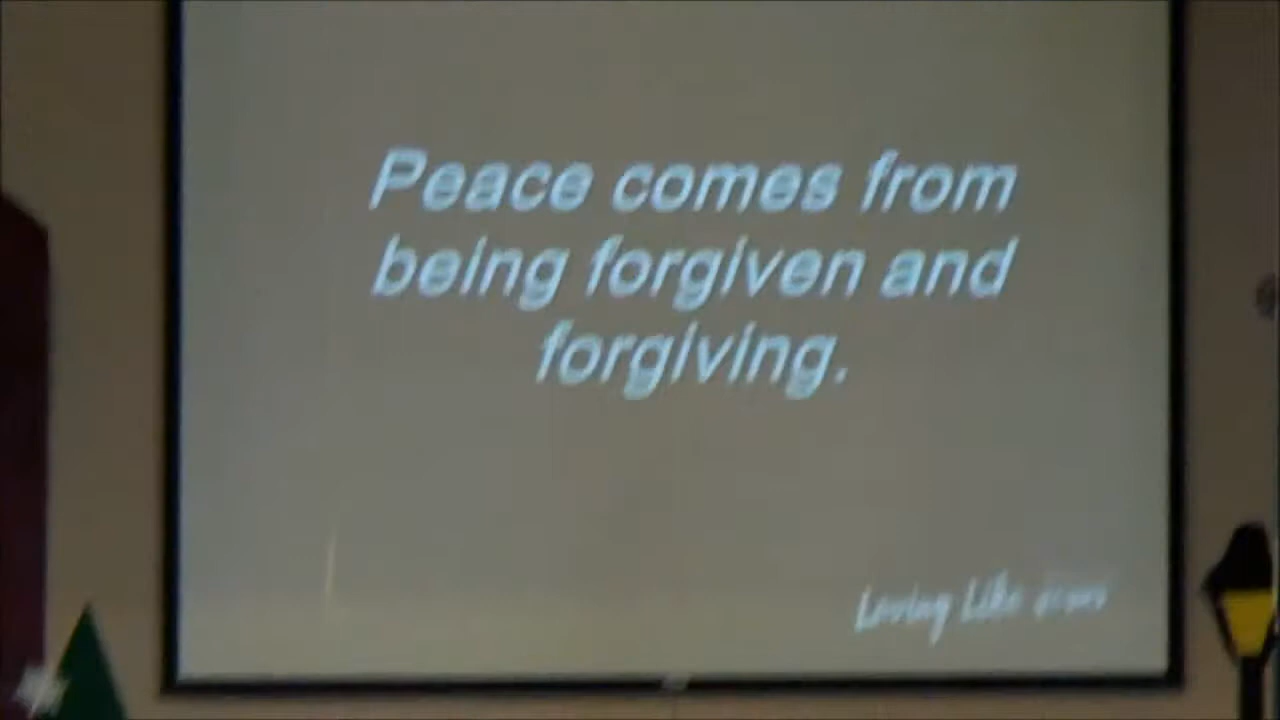 Peace comes from
being forgiven and
forgiving.
Loving Like